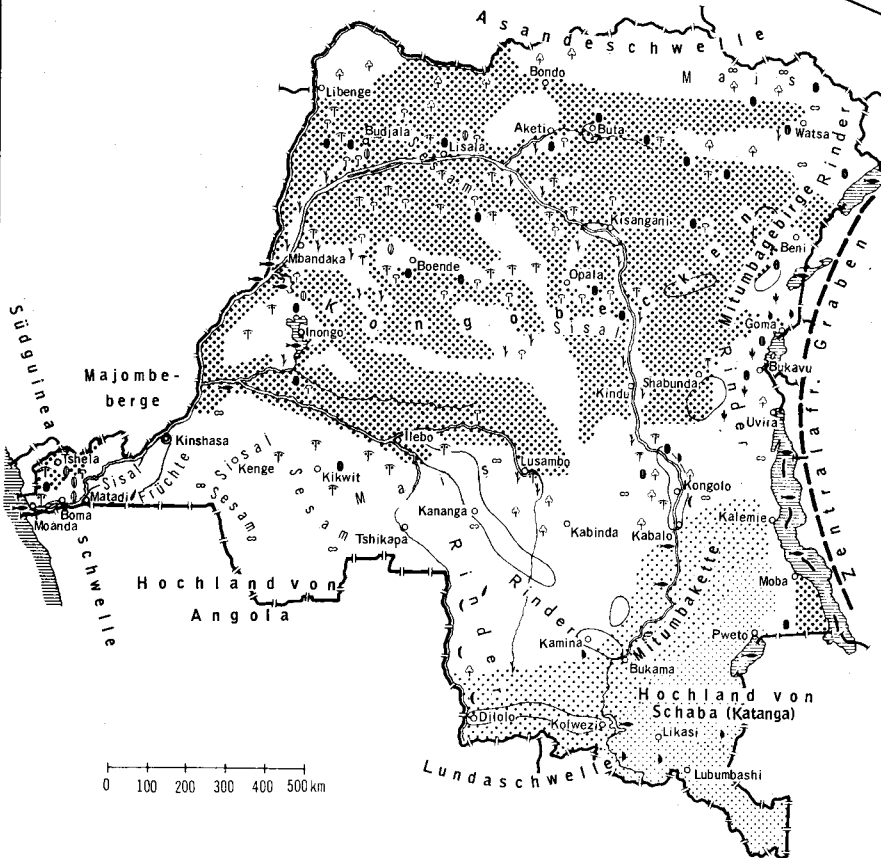 Asandeschwelle
Bondo
Mais
Libenge
Budjala
Lisala
Aketi
Buta
Watsa
Rinder
Sesam
Kisangani
Mbandaka
Boende
Opala
Beni
Mitumbagebirge
Kongobecken
Sisal
Inongo
Goma
Bukavu
Rinder
Shabunda
Kindu
Uvira
Zentralafr. Graben
Südguineaschwelle
Majombe-
berge
Kinshasa
Tshela
Sisal
Früchte
Matadi
Boma
Moanda
Sisal
Sesam
Kenge
Sesam
Kikwit
Ilebo
Mais
Lusambo
Kananga
Tshikapa
Kabinda
Kongolo
Kabalo
Kalemie
Moba
Rinder
Rinder
Hochland von
Angola
Kamina
Mitumbakette
Pweto
Bukama
Hochland von
Schaba (Katanga)
Dilolo
Kolwezi
Likasi
Lubumbashi
Lundaschwelle
0 100 200 300 400 500 km